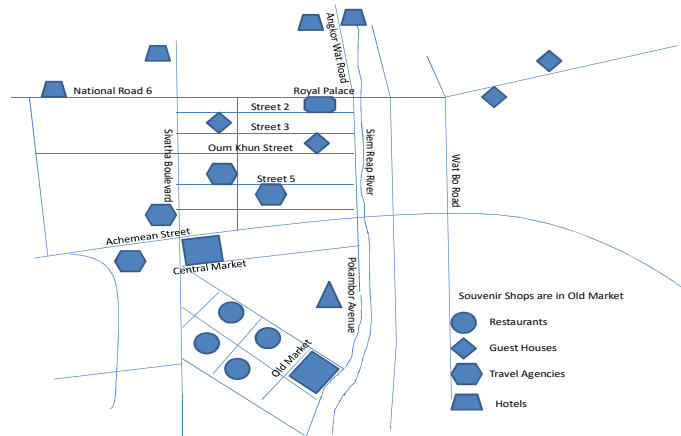 Angkor Wat Road
National Road 6
Royal Palace
Street 2
Street 3
Oum Khun Street
Sivatha Boulevard
Siem Reap River
Wat Bo Road
Street 5
Achemean Street
Central Market
Pokambor Avenue
Old Market
Souvenir Shops are in Old Market
Restaurants
Guest Houses
Travel Agencies
Hotels